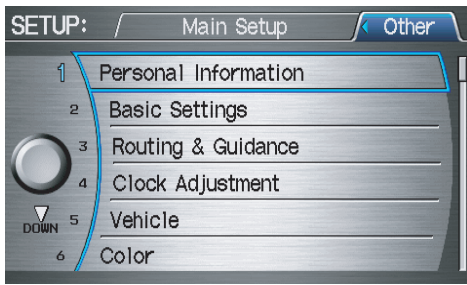 SETUP: Main Setup Other
1 Personal Information
2 Basic Settings
3 Routing & Guidance
4 Clock Adjustment
DOWN 5 Vehicle
6 Color